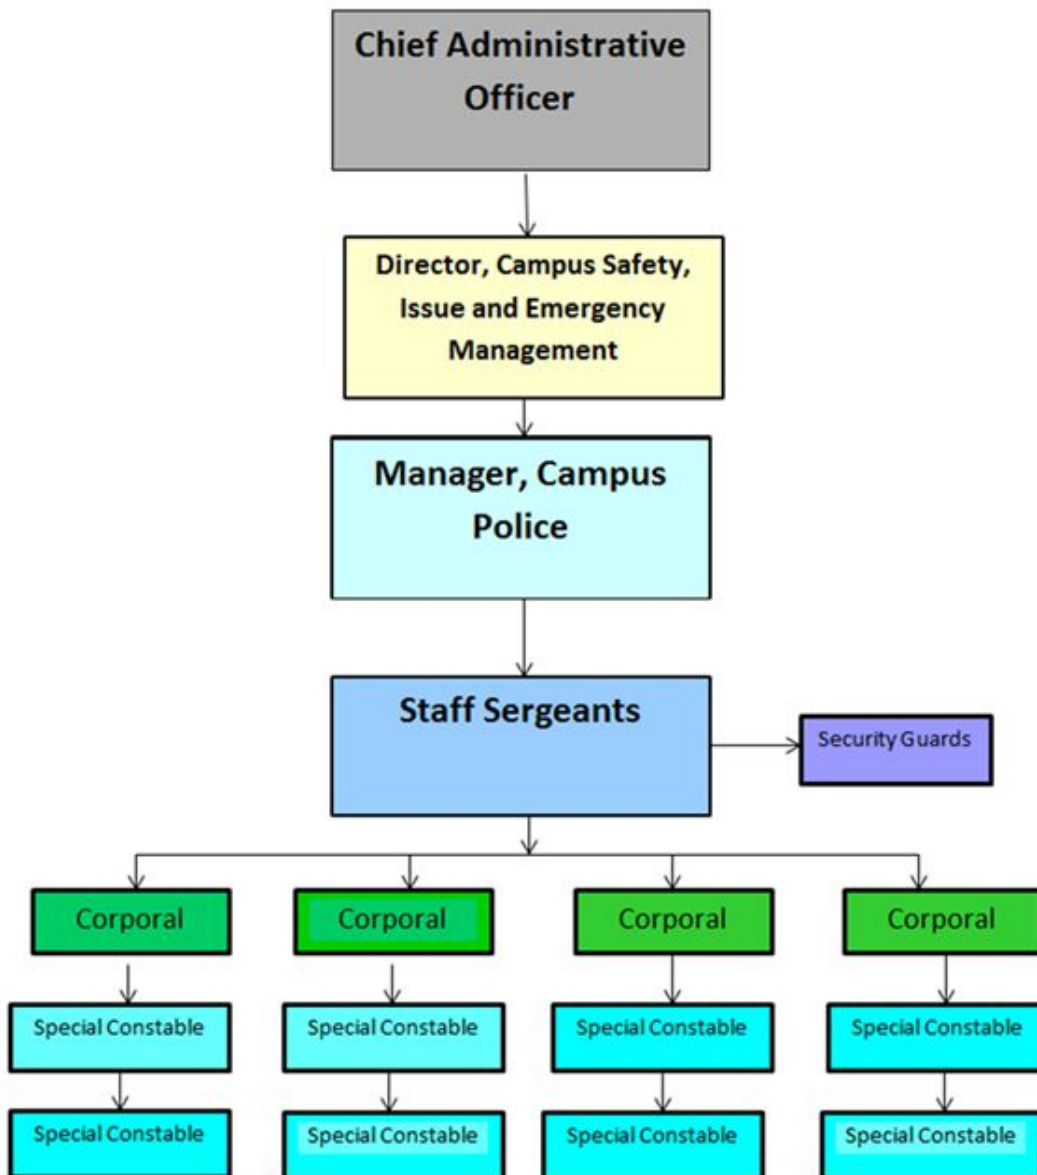 Chief Administrative
Officer
Director, Campus Safety,
Issue and Emergency
Management
Manager, Campus
Police
Staff Sergeants
Security Guards
Corporal
Corporal
Corporal
Corporal
Special Constable
Special Constable
Special Constable
Special Constable
Special Constable
Special Constable
Special Constable
Special Constable